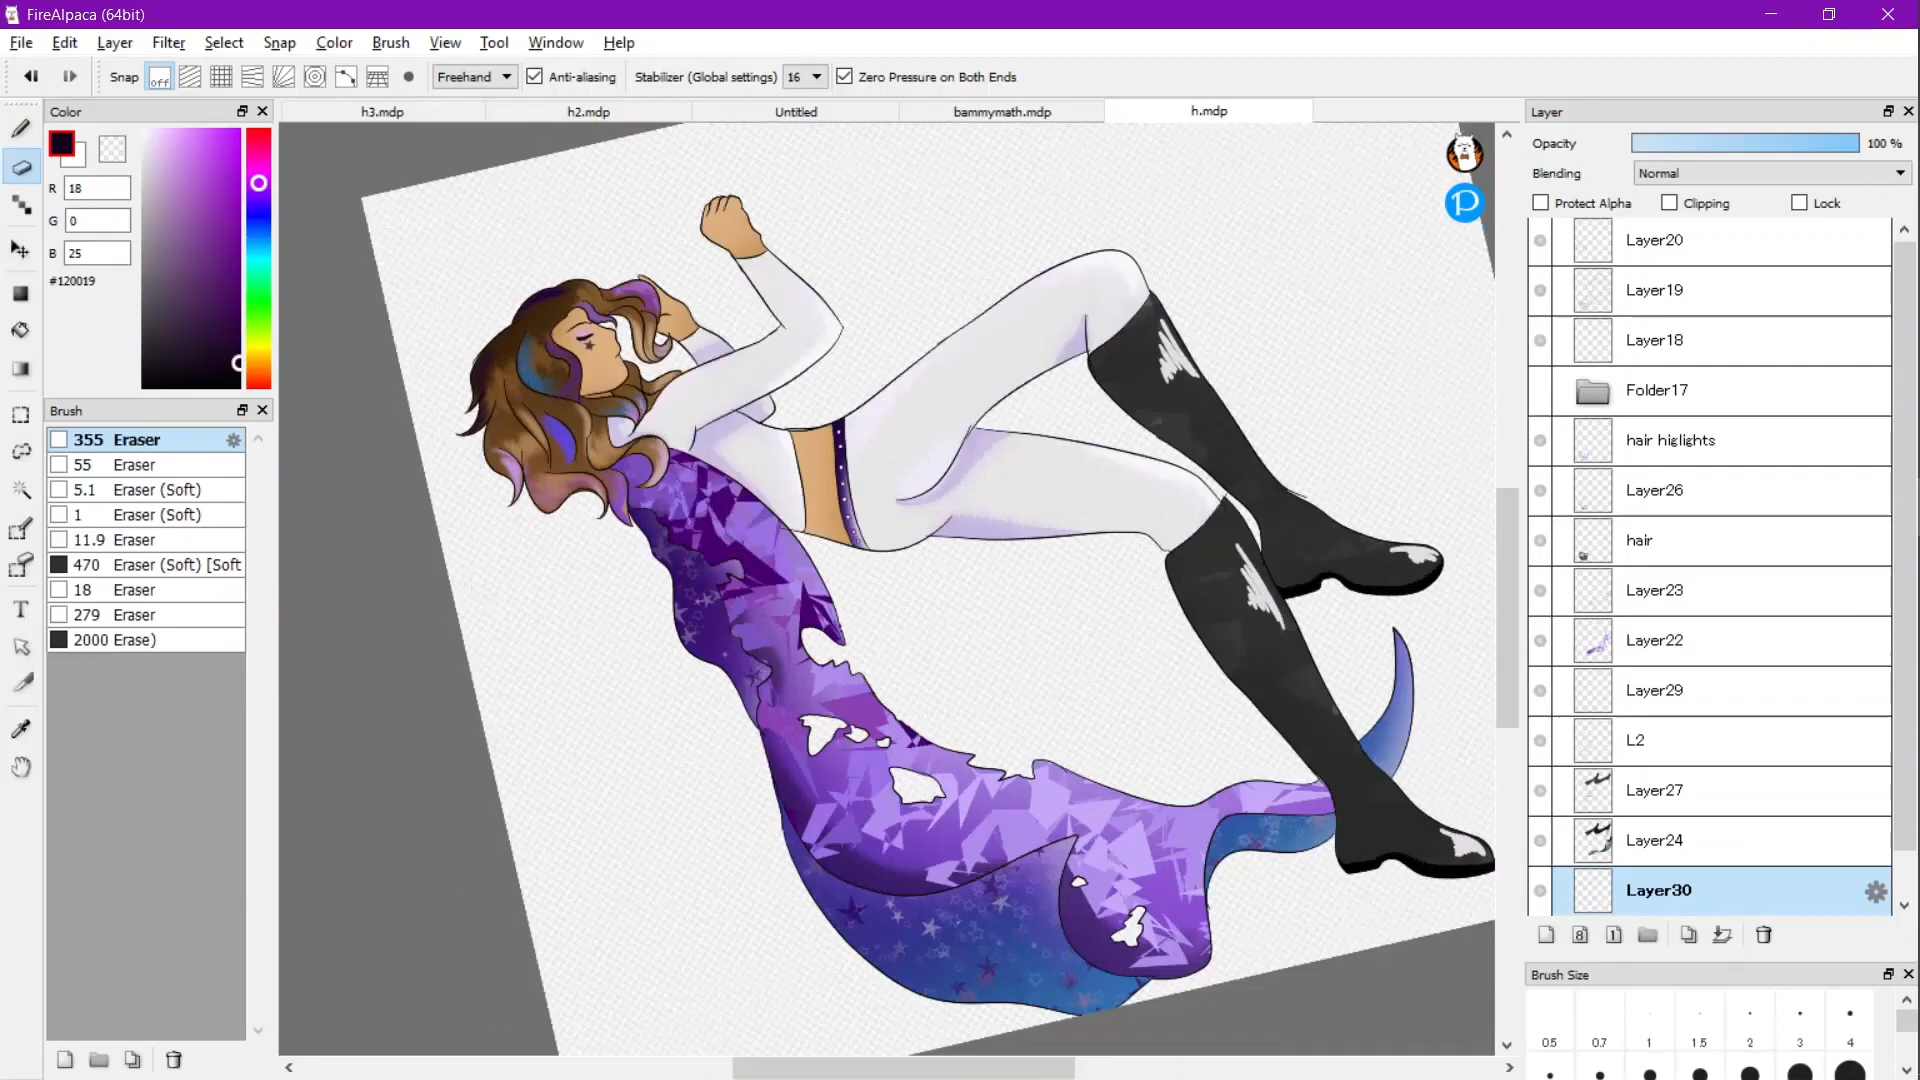 FireAlpaca (64bit)
File Edit Layer Filter Select Snap Color Brush View Tool Window Help
Snap off Freehand Anti-aliasing Stabilizer (Global settings) 16 Zero Pressure on Both Ends
Color
h3.mdp h2.mdp Untitled bammymath.mdp h.mdp
Layer
R 18
G 0
B 25
#120019
Brush
355 Eraser
55 Eraser
5.1 Eraser (Soft)
1 Eraser (Soft)
11.9 Eraser
470 Eraser (Soft) [Soft
18 Eraser
279 Eraser
2000 Erase)
T
P
Opacity 100 %
Blending Normal
Protect Alpha Clipping Lock
Layer20
Layer19
Layer18
Folder17
hair higlights
Layer26
hair
Layer23
Layer22
Layer29
L2
Layer27
Layer24
Layer30
8 1
Brush Size
0.5 0.7 1 1.5 2 3 4